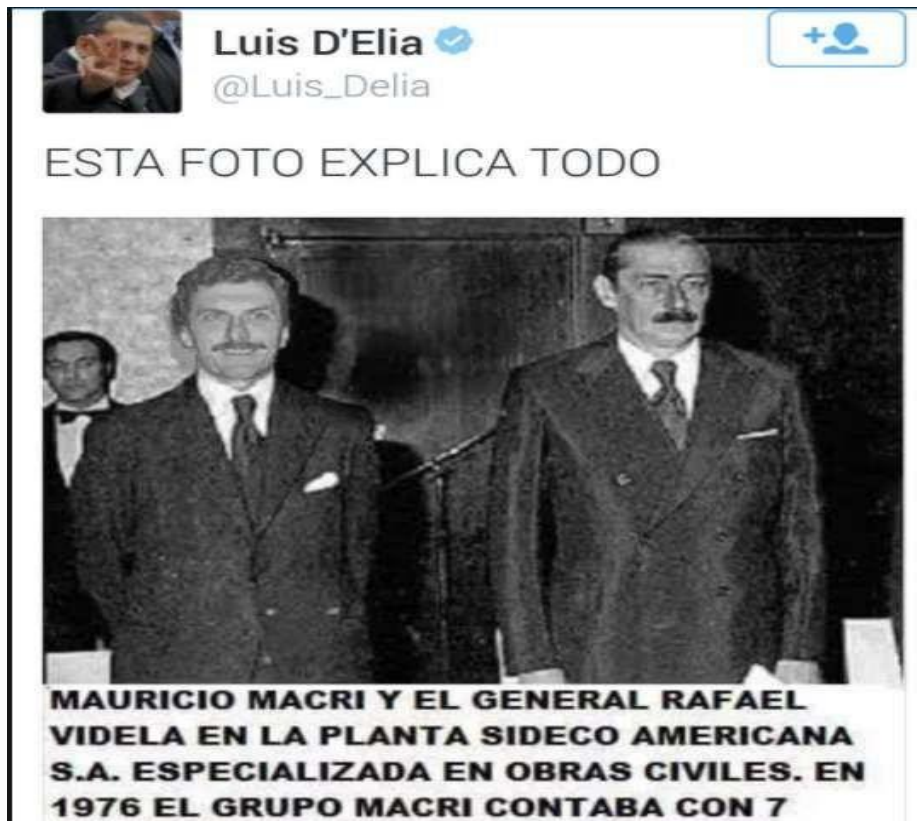 Luis D'Elia
@Luis_Delia
ESTA FOTO EXPLICA TODO
MAURICIO MACRI Y EL GENERAL RAFAEL
VIDELA EN LA PLANTA SIDECO AMERICANA
S.A. ESPECIALIZADA EN OBRAS CIVILES. EN
1976 EL GRUPO MACRI CONTABA CON 7